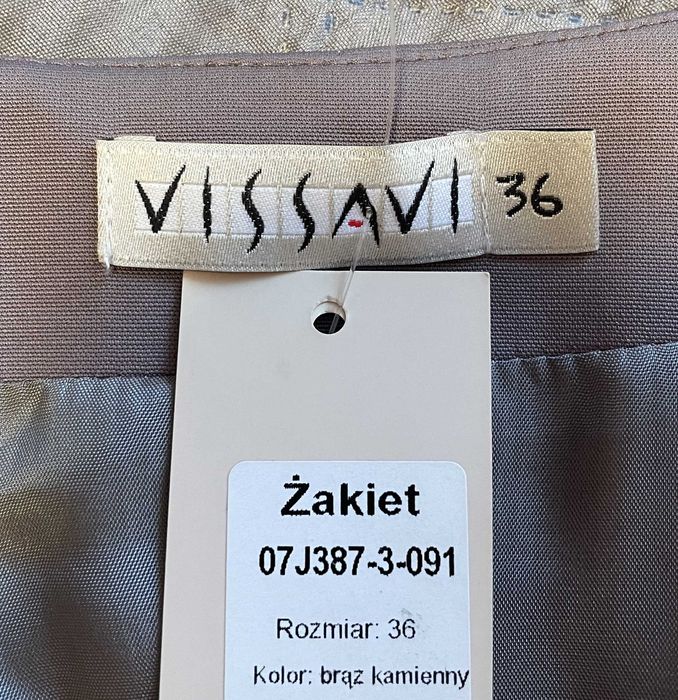 VISSAVI 36
Żakiet
07J387-3-091
Rozmiar: 36
Kolor: brąz kamienny